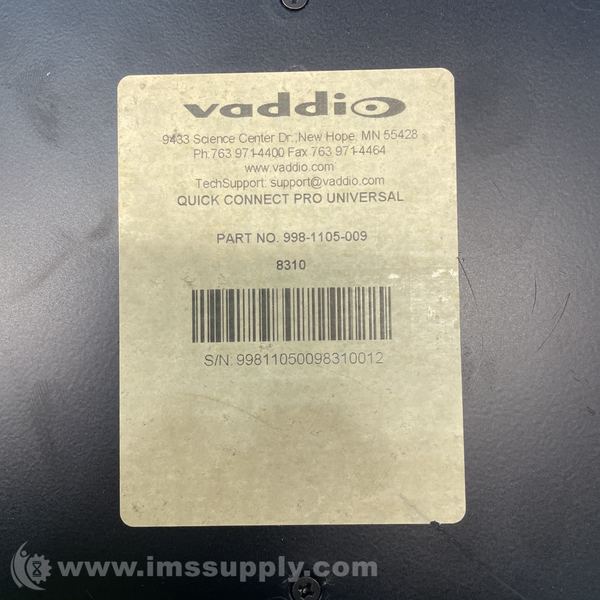 vaddio
9433 Science Center Dr.,New Hope, MN 55428
Ph.763 971-4400 Fax 763 971-4464
www.vaddio.com
TechSupport: support@vaddio.com
QUICK CONNECT PRO UNIVERSAL
PART NO. 998-1105-009
8310
S/N: 99811050098310012
www.imssupply.com